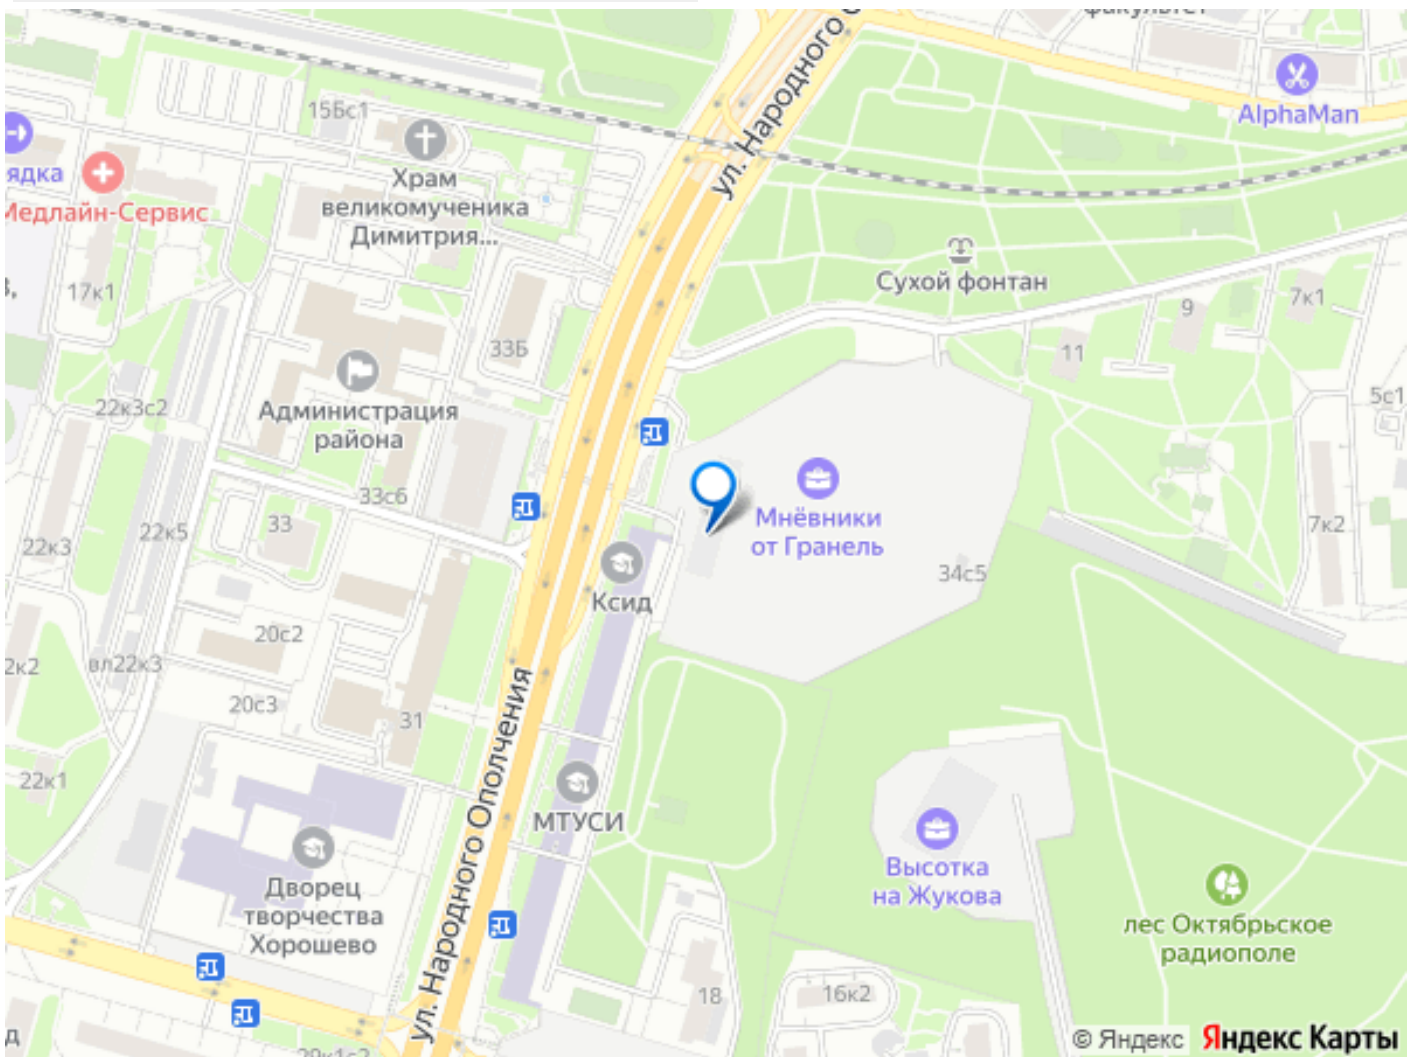 факультет
ул. Народного О
AlphaMan
15Бс1
Храм
великомученика
Димитрия...
ядка
Медлайн-Сервис
17к1
Сухой фонтан
7к1
9
11
33Б
5с1
22к3с2
Администрация
района
33с6
33
22к5
22к3
Мнёвники
от Гранель
34с5
7к2
Ксид
20с2
2к2
вл22к3
20с3
31
22к1
ул. Народного Ополчения
МТУСИ
Дворец
творчества
Хорошево
Высотка
на Жукова
лес Октябрьское
радиополе
18
16к2
д
29к1с2
© Яндекс Яндекс Карты